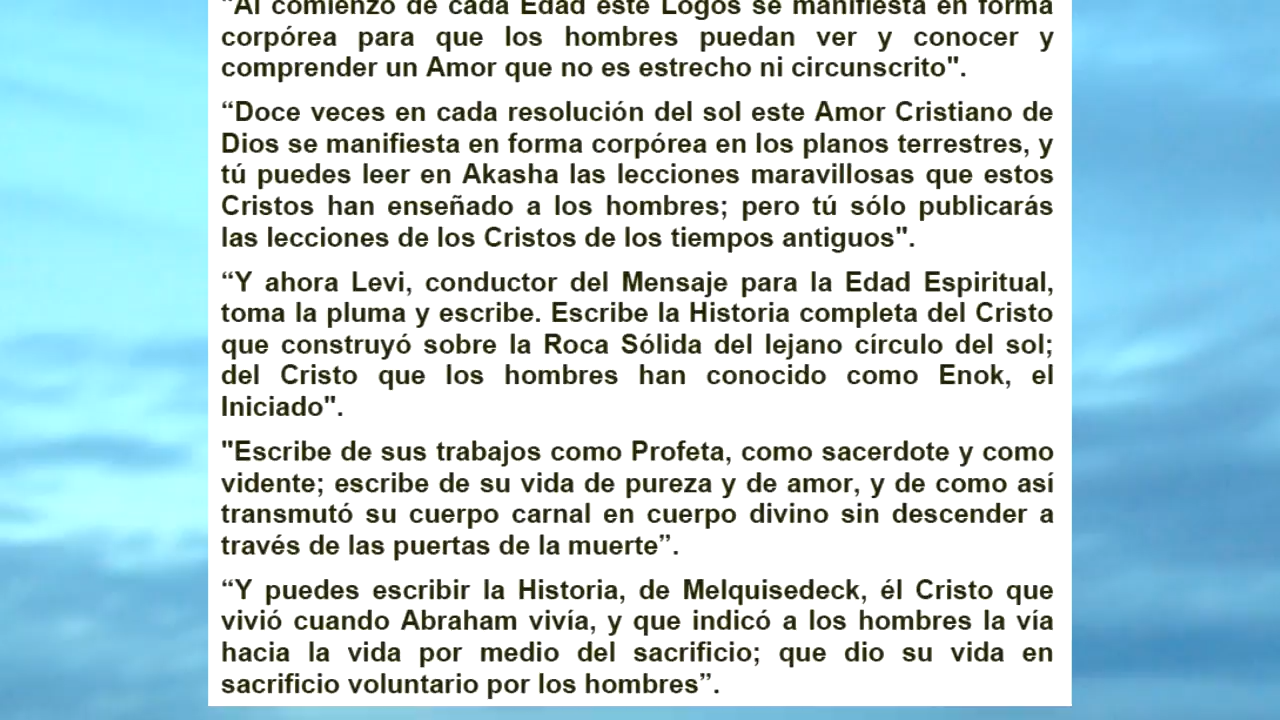 "Al comienzo de cada Edad este Logos se manifiesta en forma
corpórea para que los hombres puedan ver y conocer y
comprender un Amor que no es estrecho ni circunscrito".
“Doce veces en cada resolución del sol este Amor Cristiano de
Dios se manifiesta en forma corpórea en los planos terrestres, y
tú puedes leer en Akasha las lecciones maravillosas que estos
Cristos han enseñado a los hombres; pero tú sólo publicarás
las lecciones de los Cristos de los tiempos antiguos".
“Y ahora Levi, conductor del Mensaje para la Edad Espiritual,
toma la pluma y escribe. Escribe la Historia completa del Cristo
que construyó sobre la Roca Sólida del lejano círculo del sol;
del Cristo que los hombres han conocido como Enok, el
Iniciado".
"Escribe de sus trabajos como Profeta, como sacerdote y como
vidente; escribe de su vida de pureza y de amor, y de como así
transmutó su cuerpo carnal en cuerpo divino sin descender a
través de las puertas de la muerte”.
“Y puedes escribir la Historia, de Melquisedeck, él Cristo que
vivió cuando Abraham vivía, y que indicó a los hombres la vía
hacia la vida por medio del sacrificio; que dio su vida en
sacrificio voluntario por los hombres”.